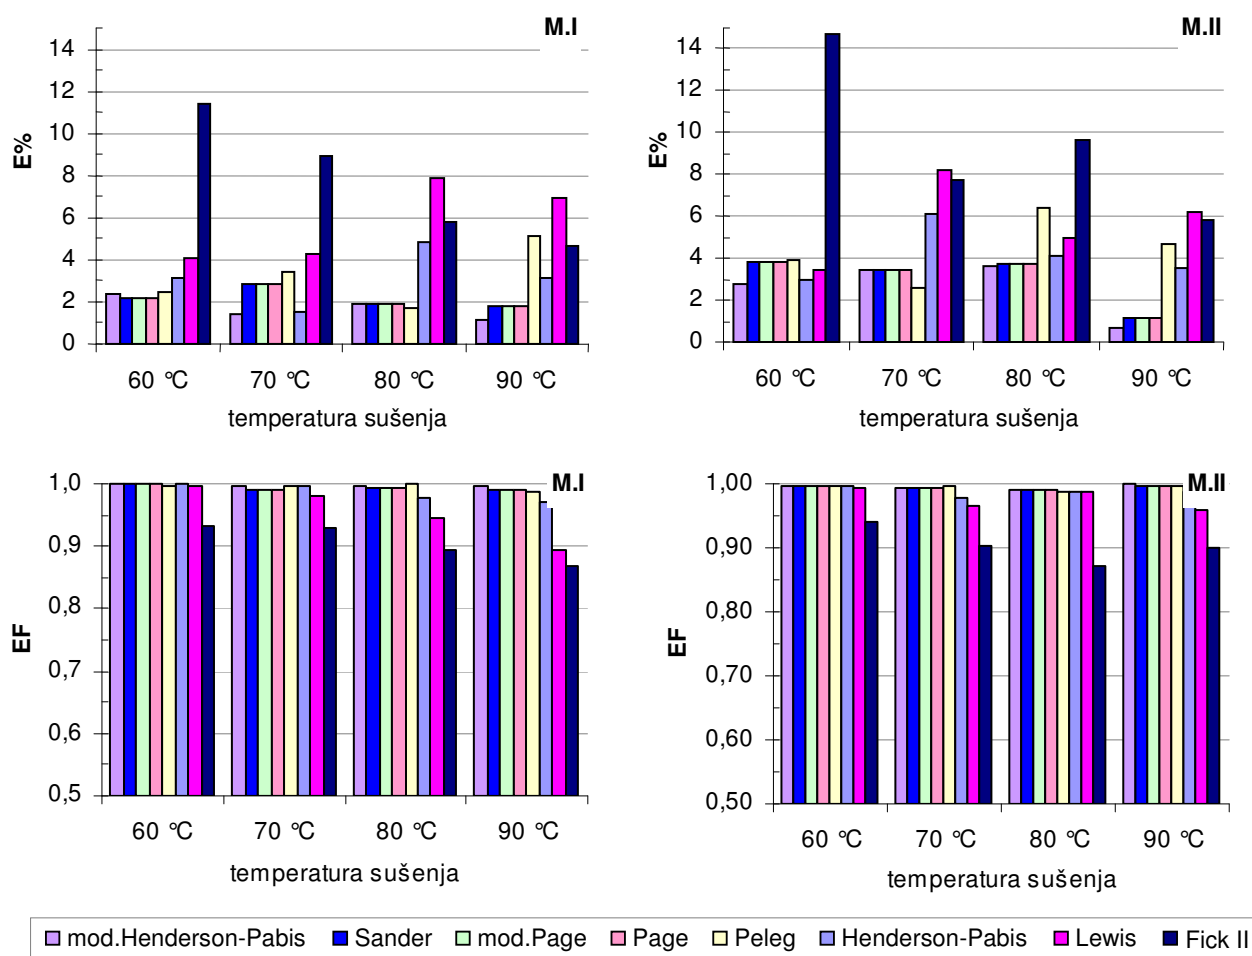 M.I
14
12
10
8
6
4
2
0
E%
60 °C 70 °C 80 °C 90 °C
temperatura sušenja
M.II
14
12
10
8
6
4
2
0
E%
60 °C 70 °C 80 °C 90 °C
temperatura sušenja
M.I
1,0
0,9
0,8
0,7
0,6
0,5
EF
60 °C 70 °C 80 °C 90 °C
temperatura sušenja
M.II
1,00
0,90
0,80
0,70
0,60
0,50
EF
60 °C 70 °C 80 °C 90 °C
temperatura sušenja
mod.Henderson-Pabis Sander mod.Page Page Peleg Henderson-Pabis Lewis Fick II